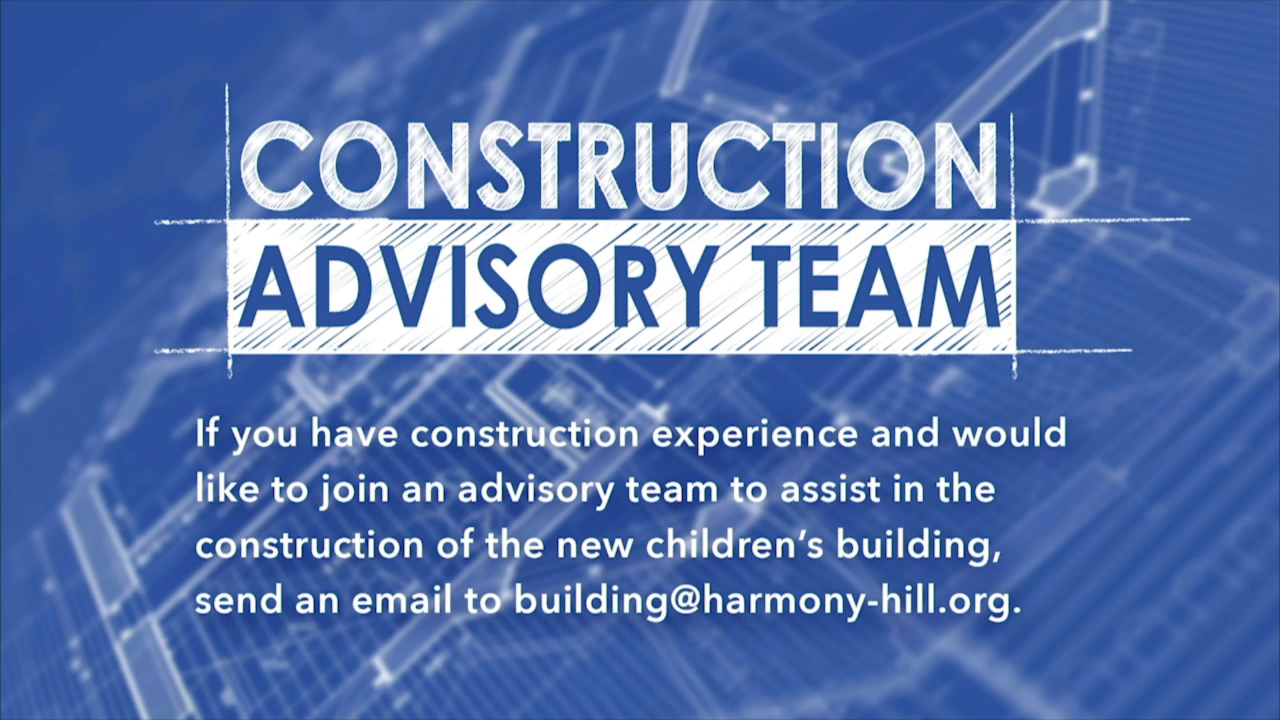 CONSTRUCTION
ADVISORY TEAM
If you have construction experience and would
like to join an advisory team to assist in the
construction of the new children’s building,
send an email to building@harmony-hill.org.